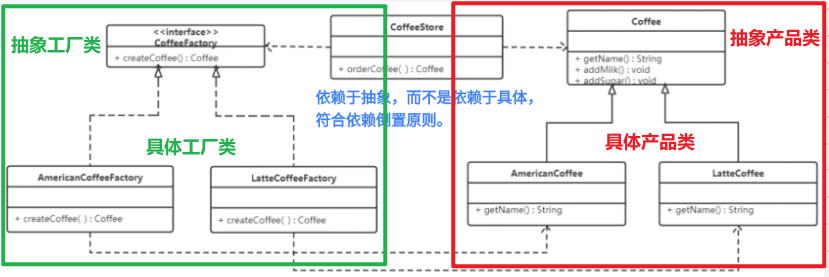 抽象工厂类
<<interface>>
CoffeeFactory
+ createCoffee() : Coffee
CoffeeStore
+ orderCoffee( ) : Coffee
Coffee
+ getName() : String
+ addMilk() : void
+ addSugar() : void
抽象产品类
依赖于抽象，而不是依赖于具体，
符合依赖倒置原则。
具体工厂类
具体产品类
AmericanCoffeeFactory
+ createCoffee( ) : Coffee
LatteCoffeeFactory
+ createCoffee( ) : Coffee
AmericanCoffee
+ getName() : String
LatteCoffee
+ getName() : String